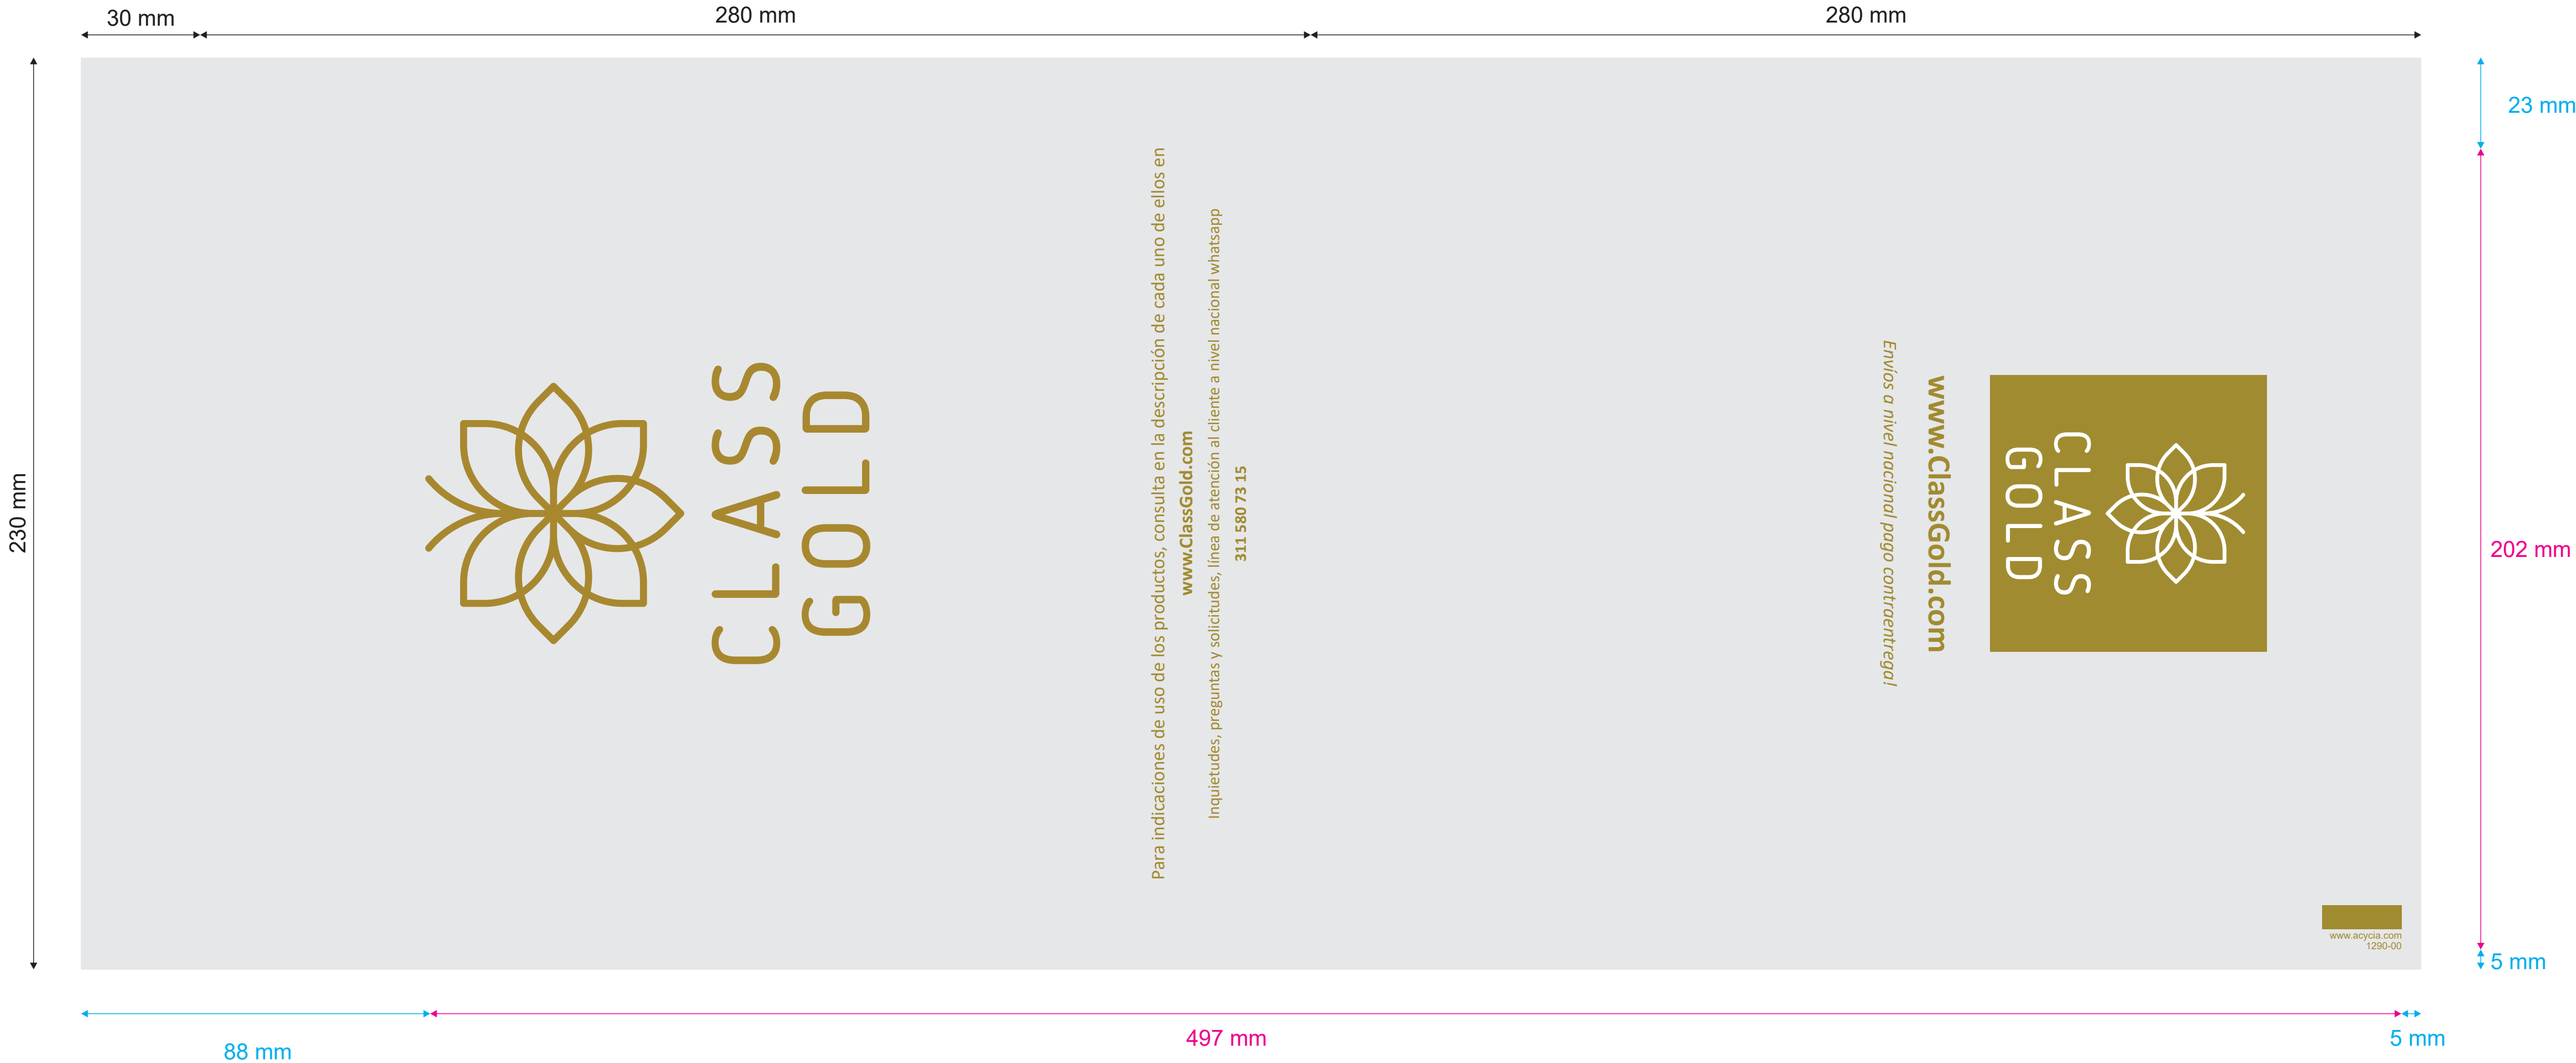 30 mm
280 mm
280 mm
230 mm
CLASS
GOLD
Para indicaciones de uso de los productos, consulta en la descripción de cada uno de ellos en
www.ClassGold.com
Inquietudes, preguntas y solicitudes, línea de atención al cliente a nivel nacional whatsapp
311 580 73 15
CLASS
GOLD
www.ClassGold.com
Envíos a nivel nacional pago contraentrega!
www.acycia.com
1290-00
23 mm
202 mm
5 mm
88 mm
497 mm
5 mm